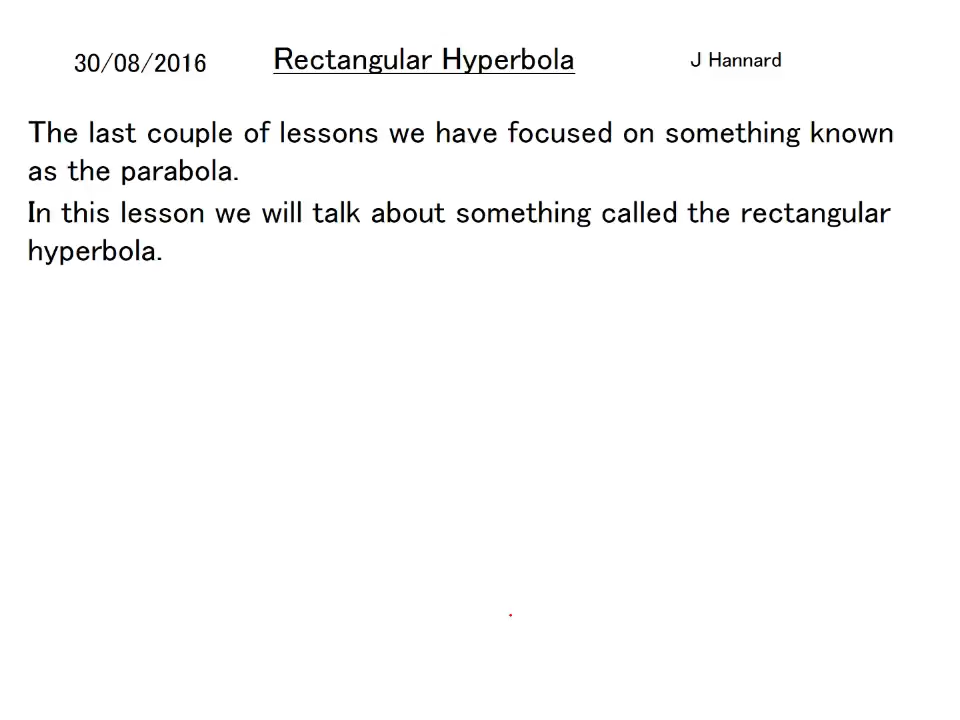 30/08/2016 Rectangular Hyperbola J Hannard
The last couple of lessons we have focused on something known
as the parabola.
In this lesson we will talk about something called the rectangular
hyperbola.